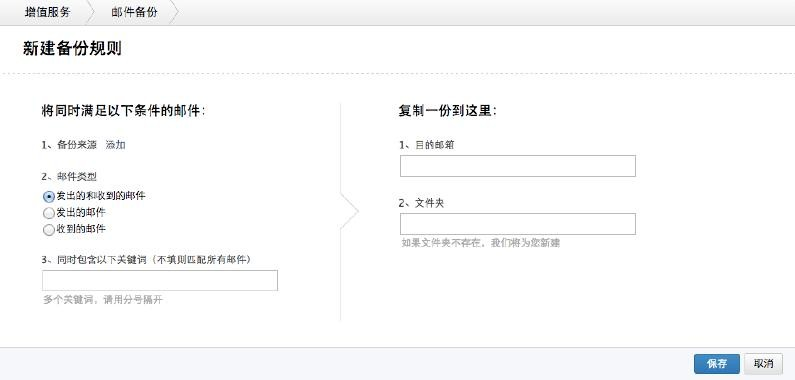 增值服务 邮件备份
新建备份规则
将同时满足以下条件的邮件：
1、备份来源 添加
2、邮件类型
发出的和收到的邮件
发出的邮件
收到的邮件
3、同时包含以下关键词（不填则匹配所有邮件）
多个关键词，请用分号隔开
复制一份到这里：
1、目的邮箱
2、文件夹
如果文件夹不存在，我们将为您新建
保存 取消